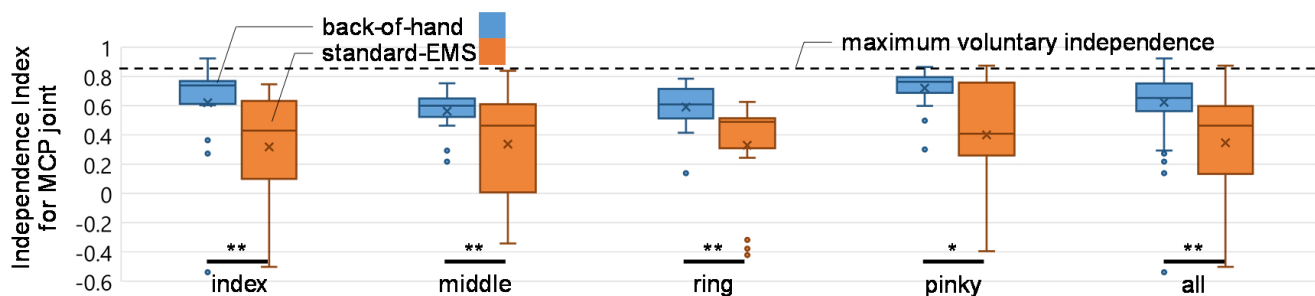 back-of-hand
standard-EMS
maximum voluntary independence
Independence Index
for MCP joint
1
0.8
0.6
0.4
0.2
0
-0.2
-0.4
-0.6
** ** ** * **
index middle ring pinky all